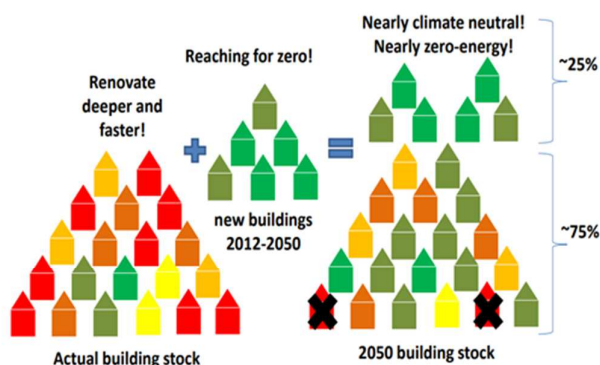 Renovate
deeper and
faster!
Actual building stock
Reaching for zero!
new buildings
2012-2050
Nearly climate neutral!
Nearly zero-energy!
~25%
~75%
2050 building stock